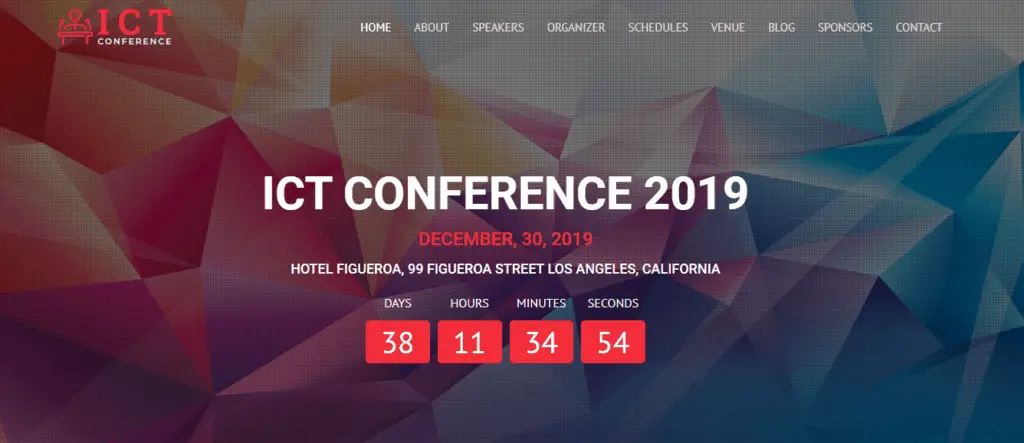 ICT
CONFERENCE
HOME ABOUT SPEAKERS ORGANIZER SCHEDULES VENUE BLOG SPONSORS CONTACT
ICT CONFERENCE 2019
DECEMBER, 30, 2019
HOTEL FIGUEROA, 99 FIGUEROA STREET LOS ANGELES, CALIFORNIA
DAYS HOURS MINUTES SECONDS
38 11 34 54